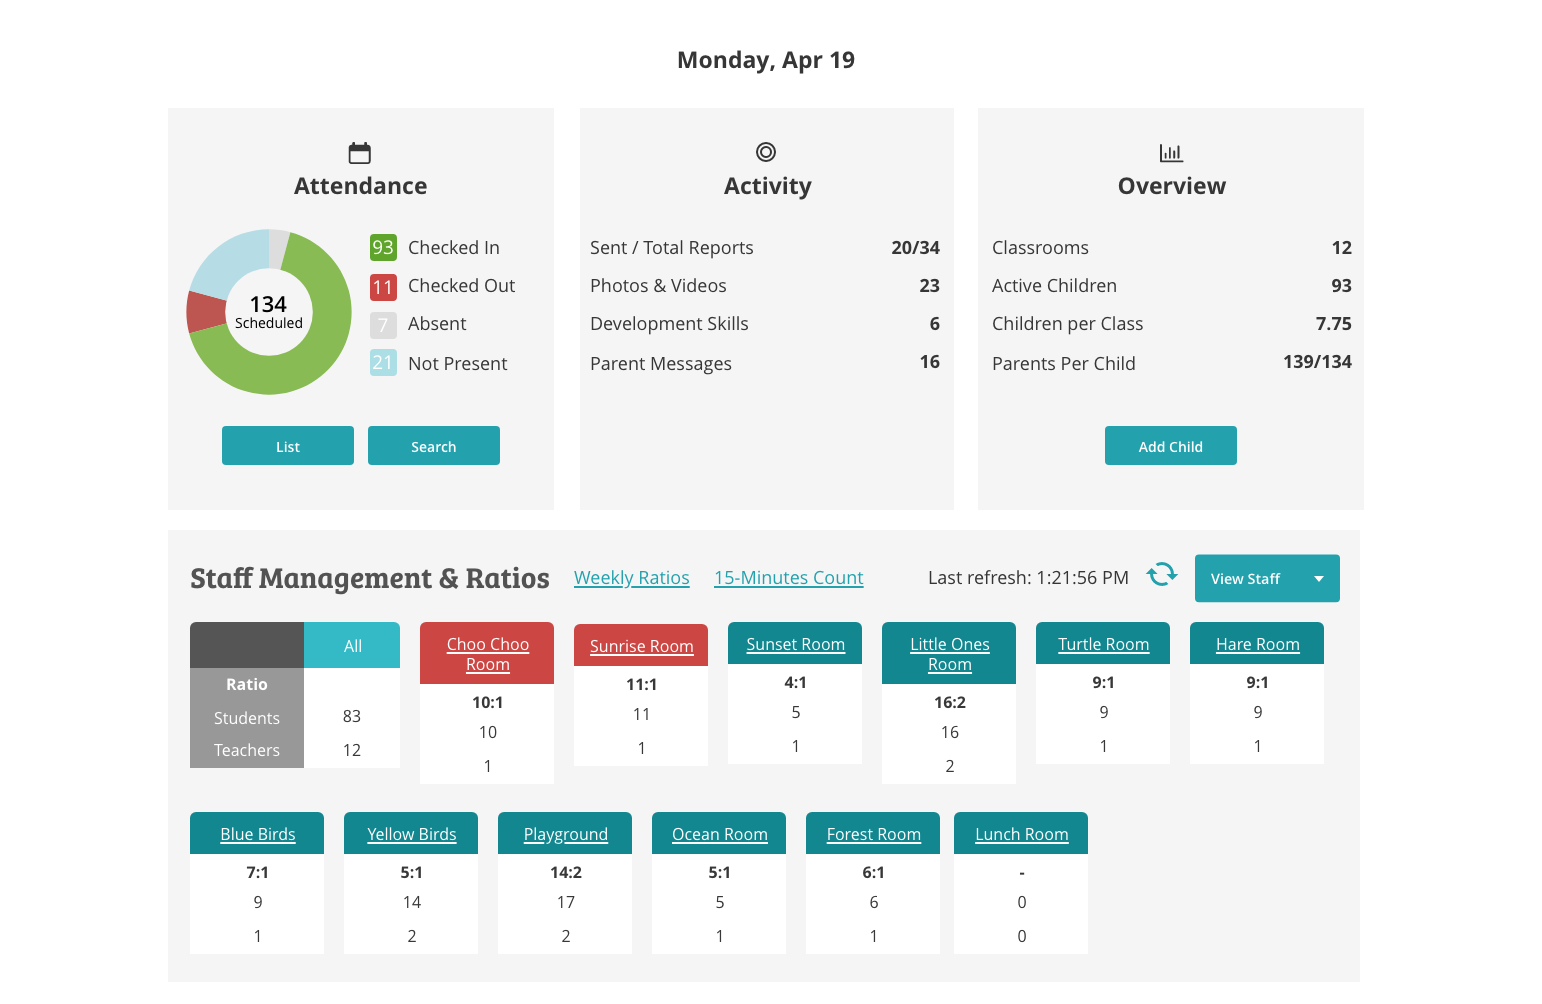 Monday, Apr 19
Attendance
134
Scheduled
93 Checked In
11 Checked Out
7 Absent
21 Not Present
List Search
Activity
Sent / Total Reports 20/34
Photos & Videos 23
Development Skills 6
Parent Messages 16
Overview
Classrooms 12
Active Children 93
Children per Class 7.75
Parents Per Child 139/134
Add Child
Staff Management & Ratios Weekly Ratios 15-Minutes Count Last refresh: 1:21:56 PM View Staff
All
Ratio
Students 83
Teachers 12
Choo Choo
Room
10:1
10
1
Sunrise Room
11:1
11
1
Sunset Room
4:1
5
1
Little Ones
Room
16:2
16
2
Turtle Room
9:1
9
1
Hare Room
9:1
9
1
Blue Birds
7:1
9
1
Yellow Birds
5:1
14
2
Playground
14:2
17
2
Ocean Room
5:1
5
1
Forest Room
6:1
6
1
Lunch Room
-
0
0